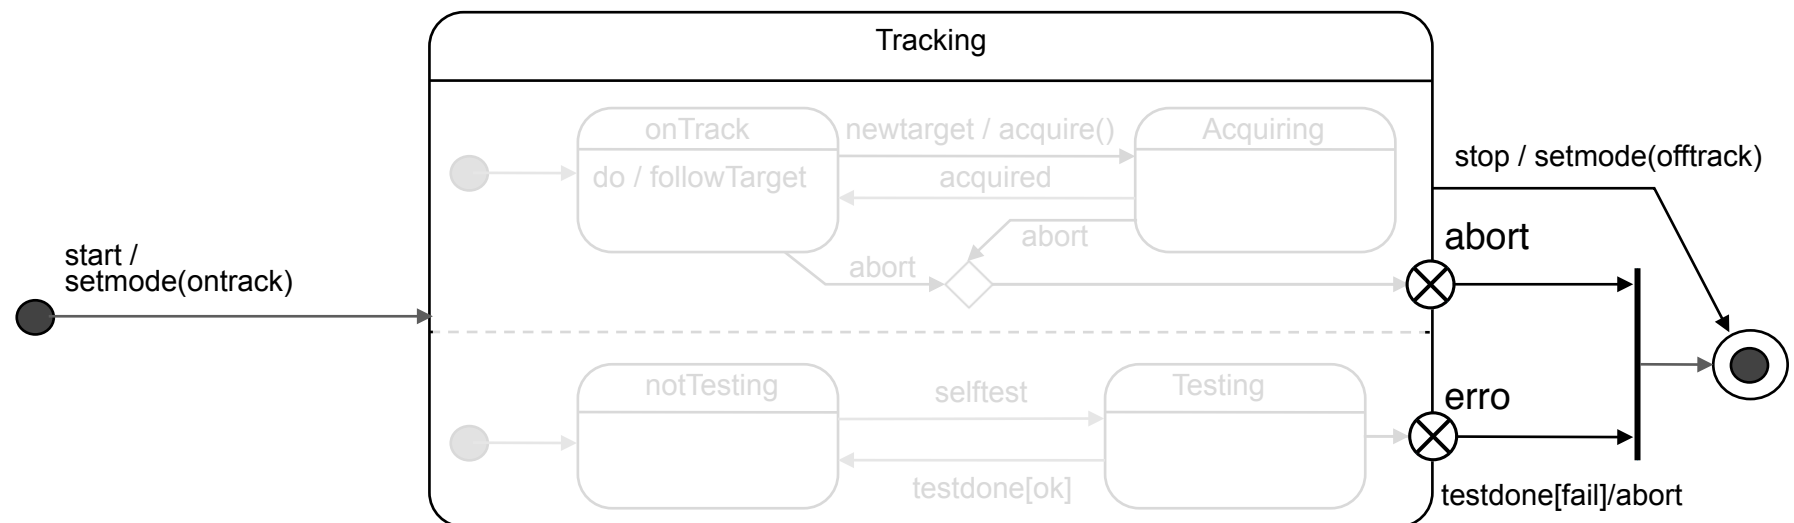 Tracking
onTrack
newtarget / acquire()
Acquiring
stop / setmode(offtrack)
do / followTarget
acquired
abort
abort
start /
setmode(ontrack)
abort
notTesting
selftest
Testing
erro
testdone[ok]
testdone[fail]/abort